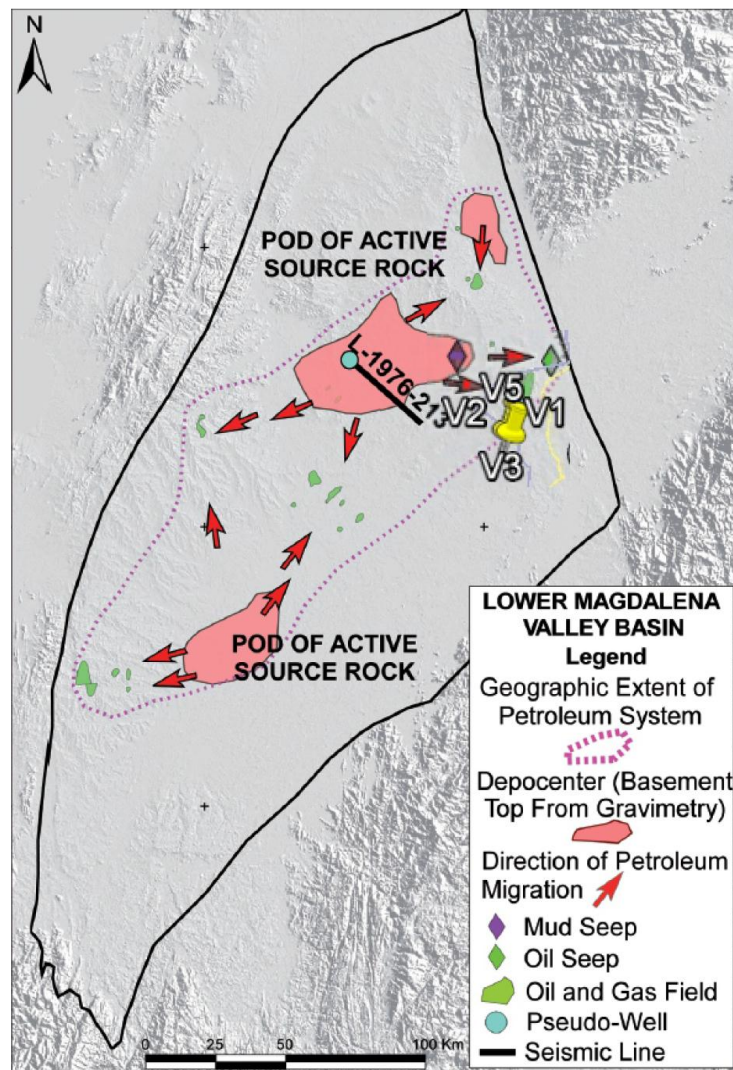 N
POD OF ACTIVE
SOURCE ROCK
L-1976-21
V5
V2
V1
V3
POD OF ACTIVE
SOURCE ROCK
LOWER MAGDALENA
VALLEY BASIN
Legend
Geographic Extent of
Petroleum System
Depocenter (Basement
Top From Gravimetry)
Direction of Petroleum
Migration
Mud Seep
Oil Seep
Oil and Gas Field
Pseudo-Well
Seismic Line
0 25 50 100 Km